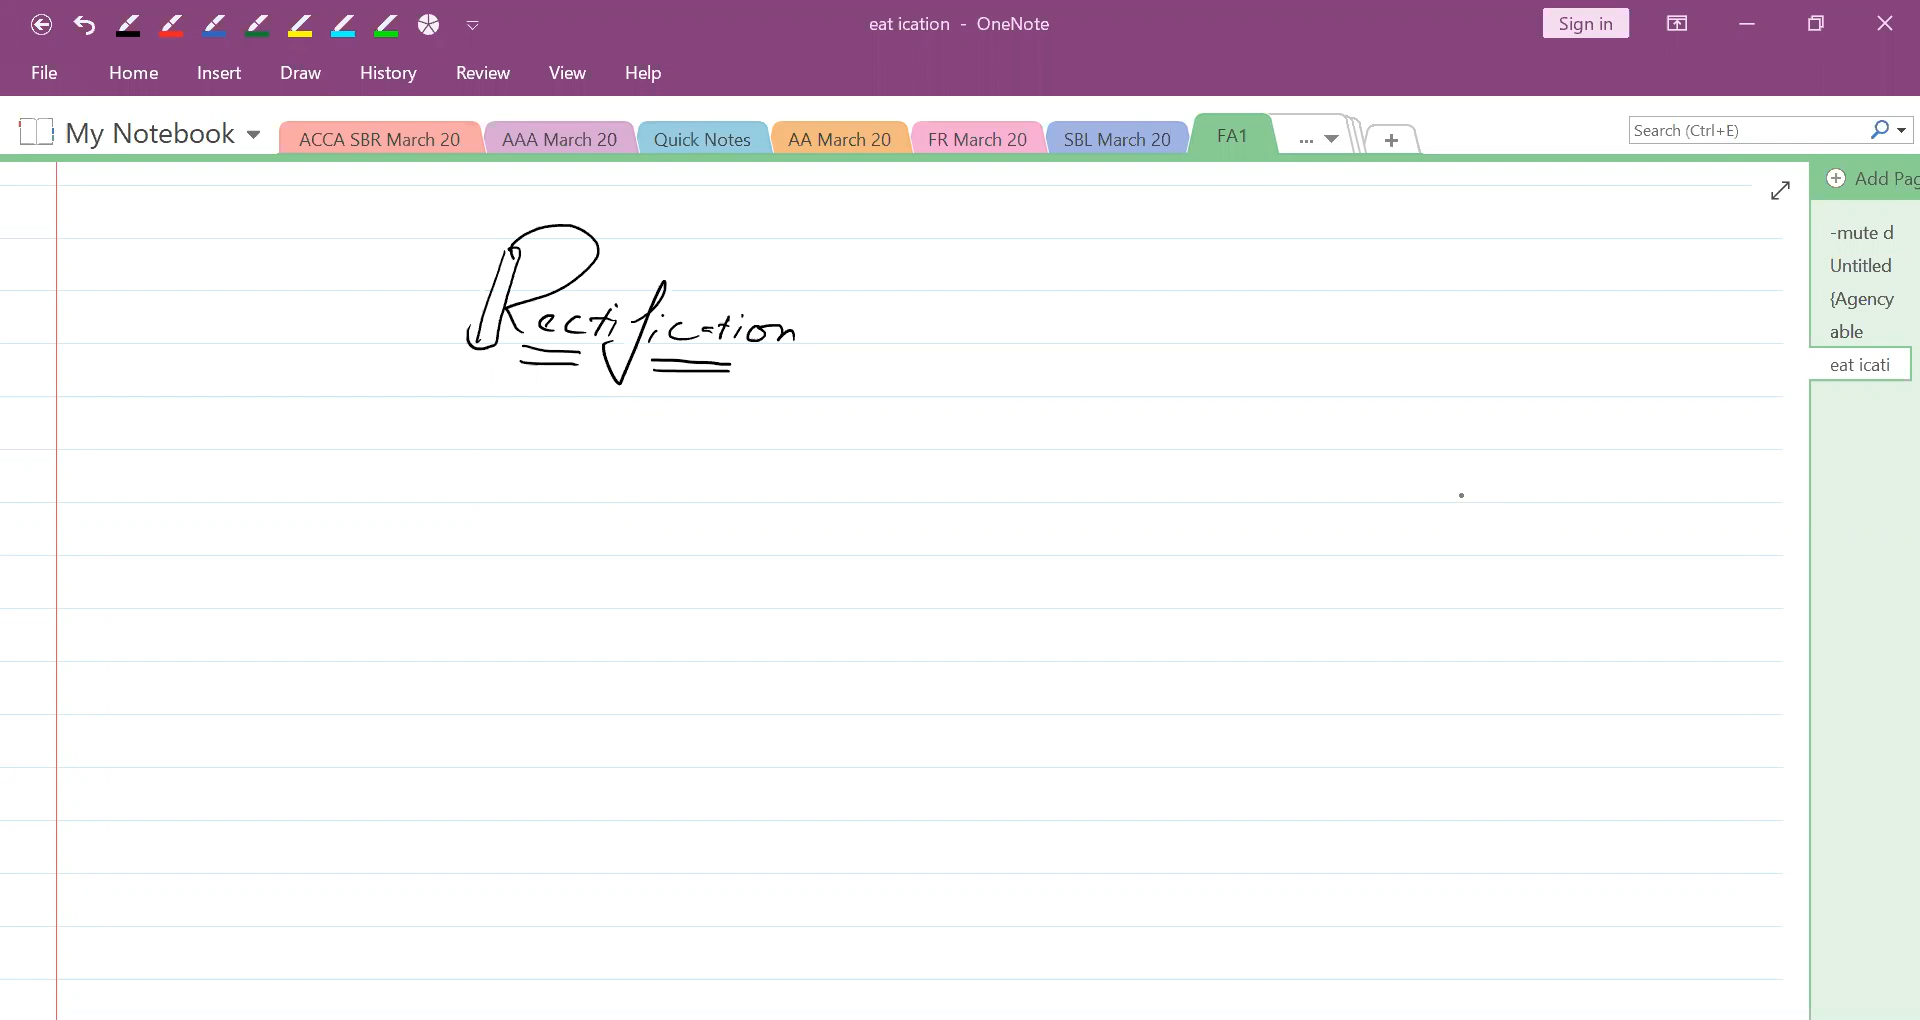 eat ication - OneNote
Sign in
File Home Insert Draw History Review View Help
My Notebook
ACCA SBR March 20
AAA March 20
Quick Notes
AA March 20
FR March 20
SBL March 20
FA1
...
Search (Ctrl+E)
Add Pag
-mute d
Untitled
{Agency
able
eat icati
Rectification